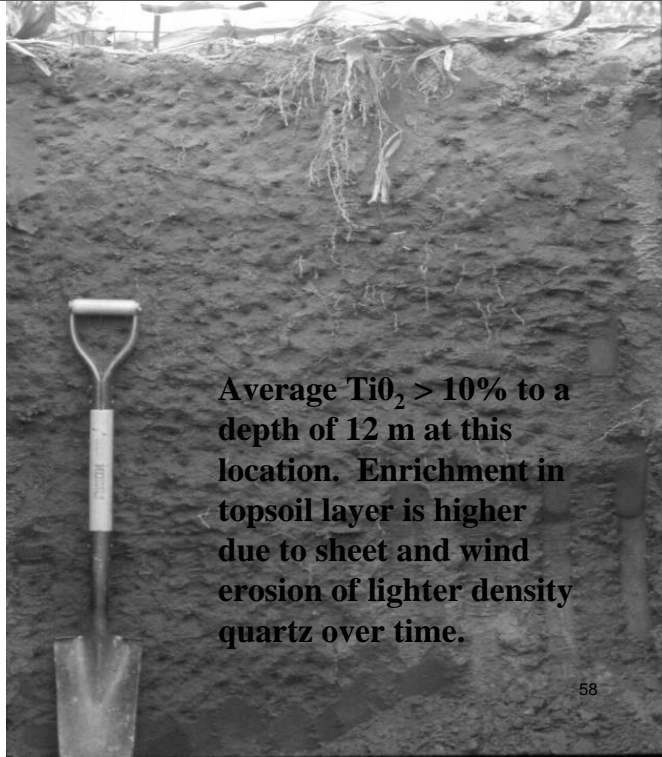 Average Ti0₂ > 10% to a
depth of 12 m at this
location. Enrichment in
topsoil layer is higher
due to sheet and wind
erosion of lighter density
quartz over time.
58